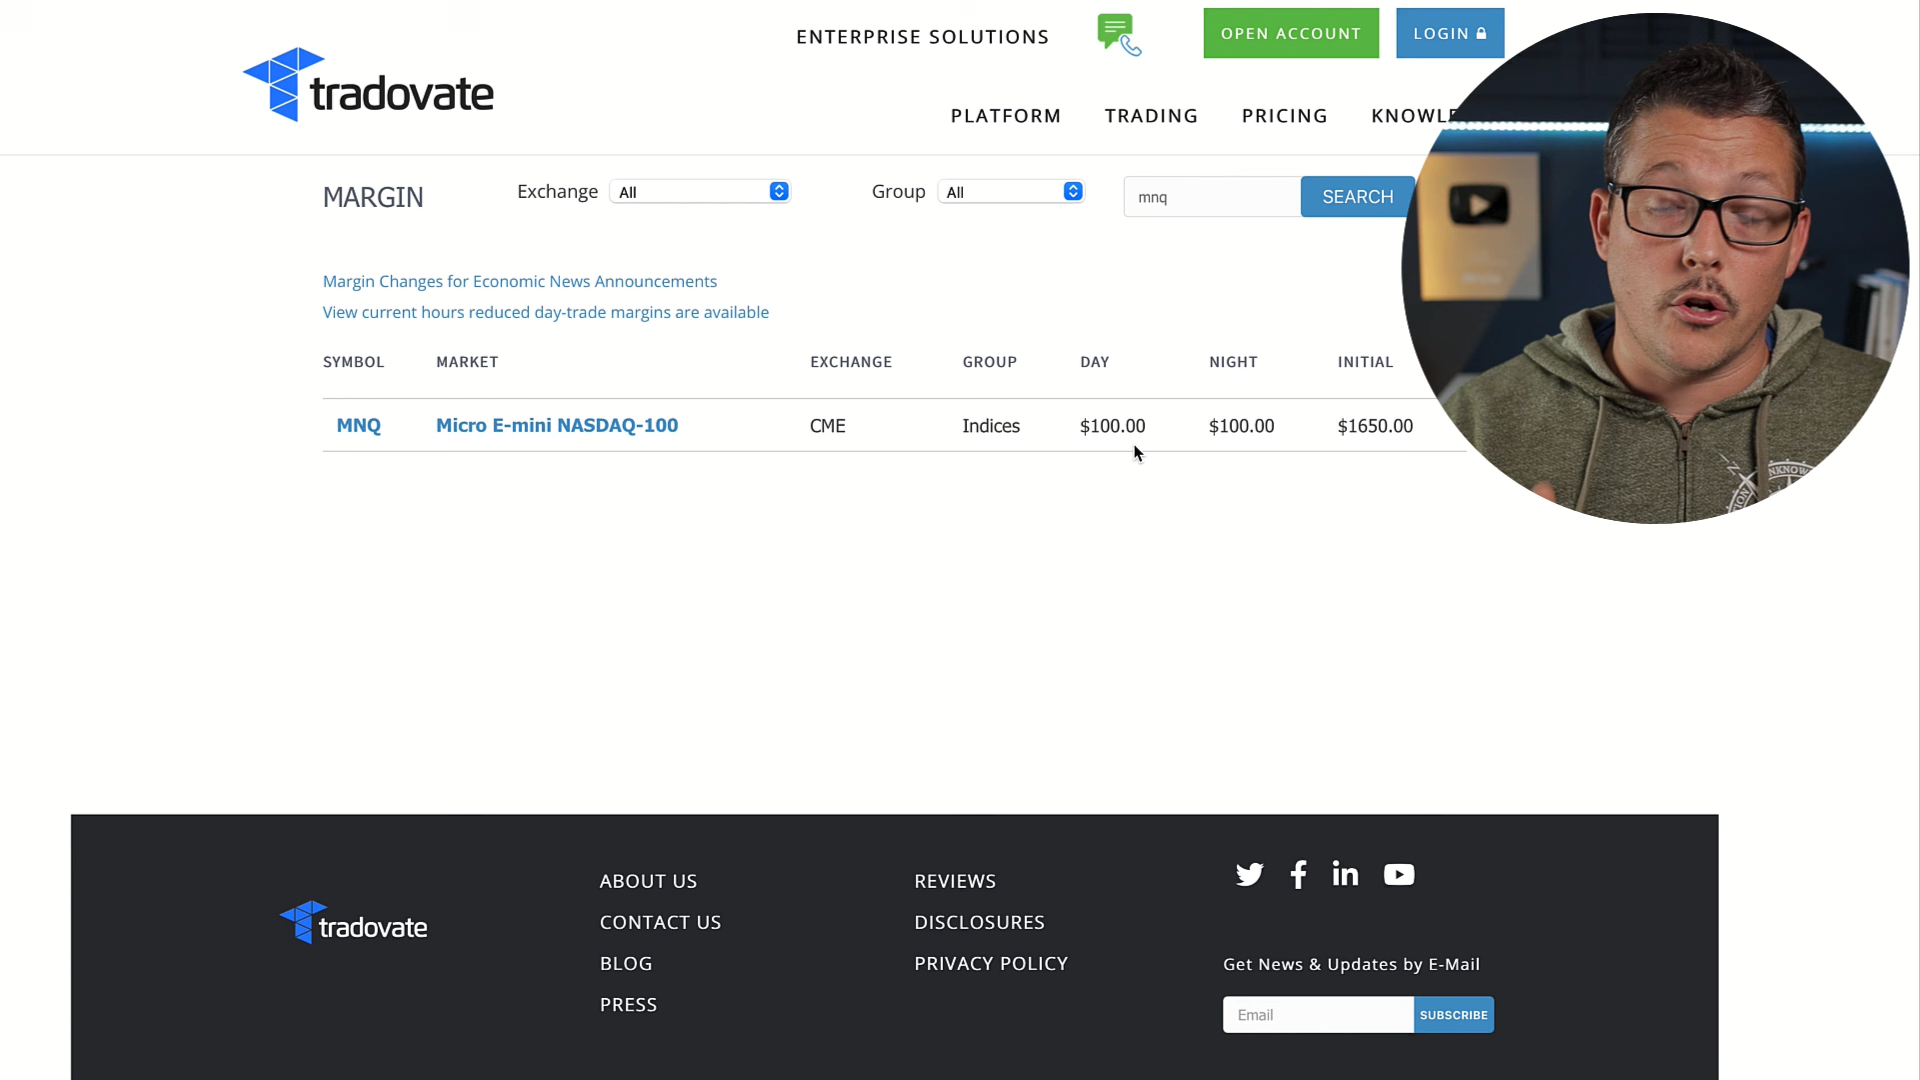 ENTERPRISE SOLUTIONS
OPEN ACCOUNT
LOGIN
tradovate
PLATFORM TRADING PRICING KNOWLE
MARGIN
Exchange All
Group All
mnq
SEARCH
Margin Changes for Economic News Announcements
View current hours reduced day-trade margins are available
SYMBOL MARKET EXCHANGE GROUP DAY NIGHT INITIAL
MNQ Micro E-mini NASDAQ-100 CME Indices $100.00 $100.00 $1650.00
tradovate
ABOUT US
CONTACT US
BLOG
PRESS
REVIEWS
DISCLOSURES
PRIVACY POLICY
Get News & Updates by E-Mail
Email
SUBSCRIBE